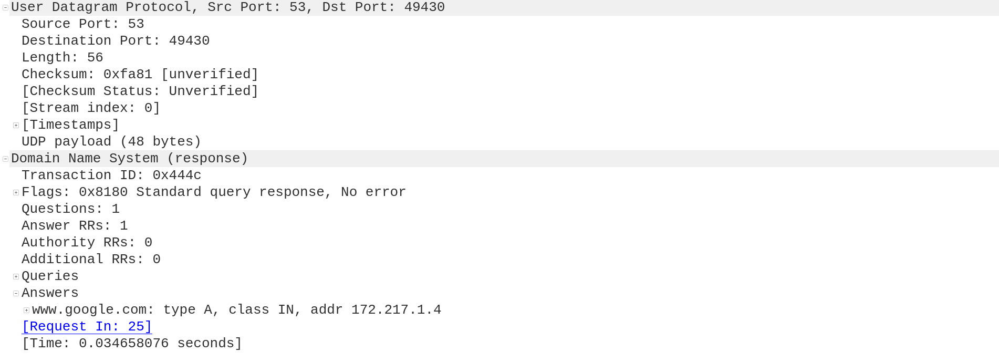 User Datagram Protocol, Src Port: 53, Dst Port: 49430
Source Port: 53
Destination Port: 49430
Length: 56
Checksum: 0xfa81 [unverified]
[Checksum Status: Unverified]
[Stream index: 0]
[Timestamps]
UDP payload (48 bytes)
Domain Name System (response)
Transaction ID: 0x444c
Flags: 0x8180 Standard query response, No error
Questions: 1
Answer RRs: 1
Authority RRs: 0
Additional RRs: 0
Queries
Answers
www.google.com: type A, class IN, addr 172.217.1.4
[Request In: 25]
[Time: 0.034658076 seconds]